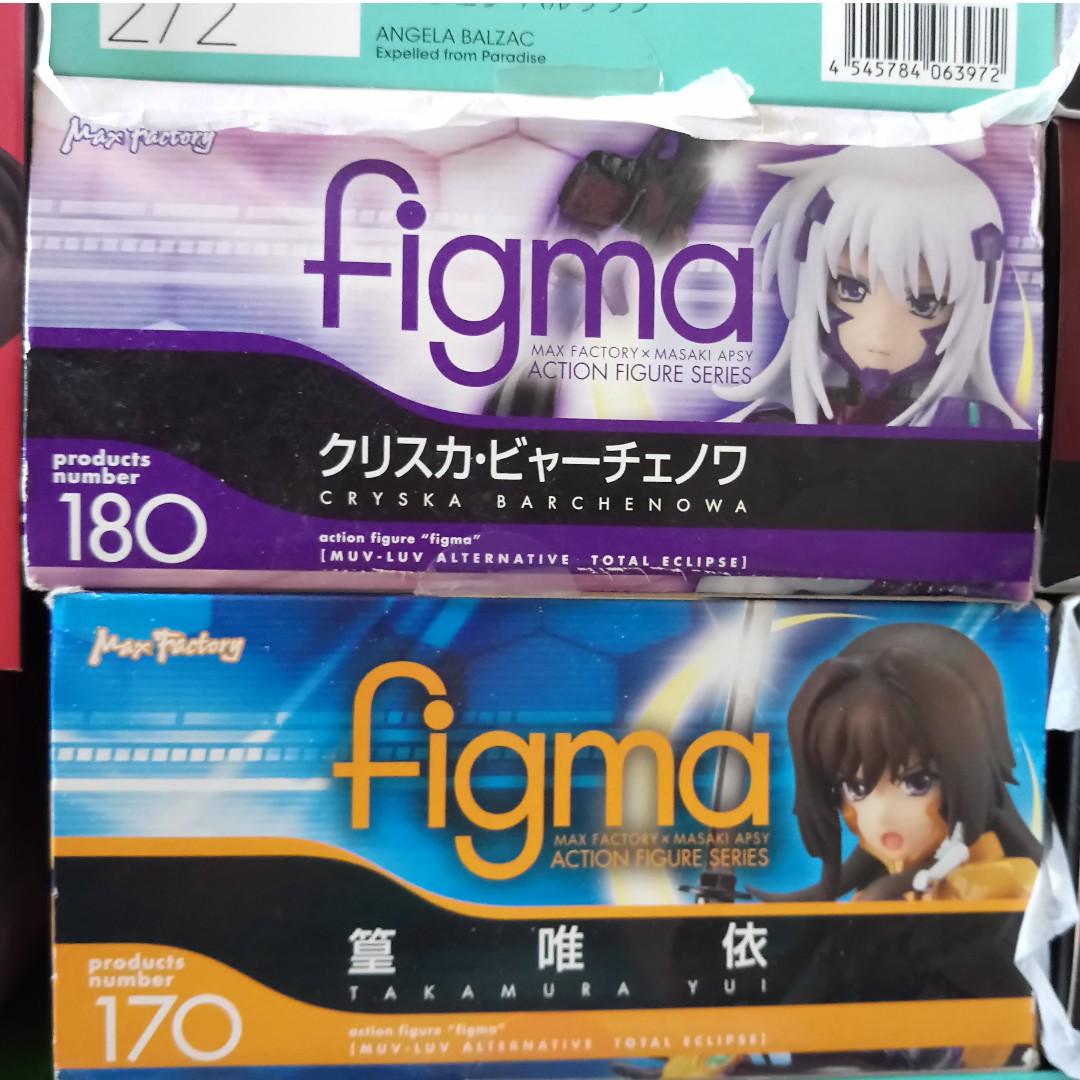 272
ANGELA BALZAC
Expelled from Paradise
4 545784 063972
Max Factory
figma
MAX FACTORY × MASAKI APSY
ACTION FIGURE SERIES
クリスカ・ビャーチェノワ
CRYSKA BARCHENOWA
products
number
180
action figure "figma"
[MUV-LUV ALTERNATIVE TOTAL ECLIPSE]
Max Factory
figma
MAX FACTORY × MASAKI APSY
ACTION FIGURE SERIES
篁 唯 依
TAKAMURA YUI
products
number
170
action figure "figma"
[MUV-LUV ALTERNATIVE TOTAL ECLIPSE]